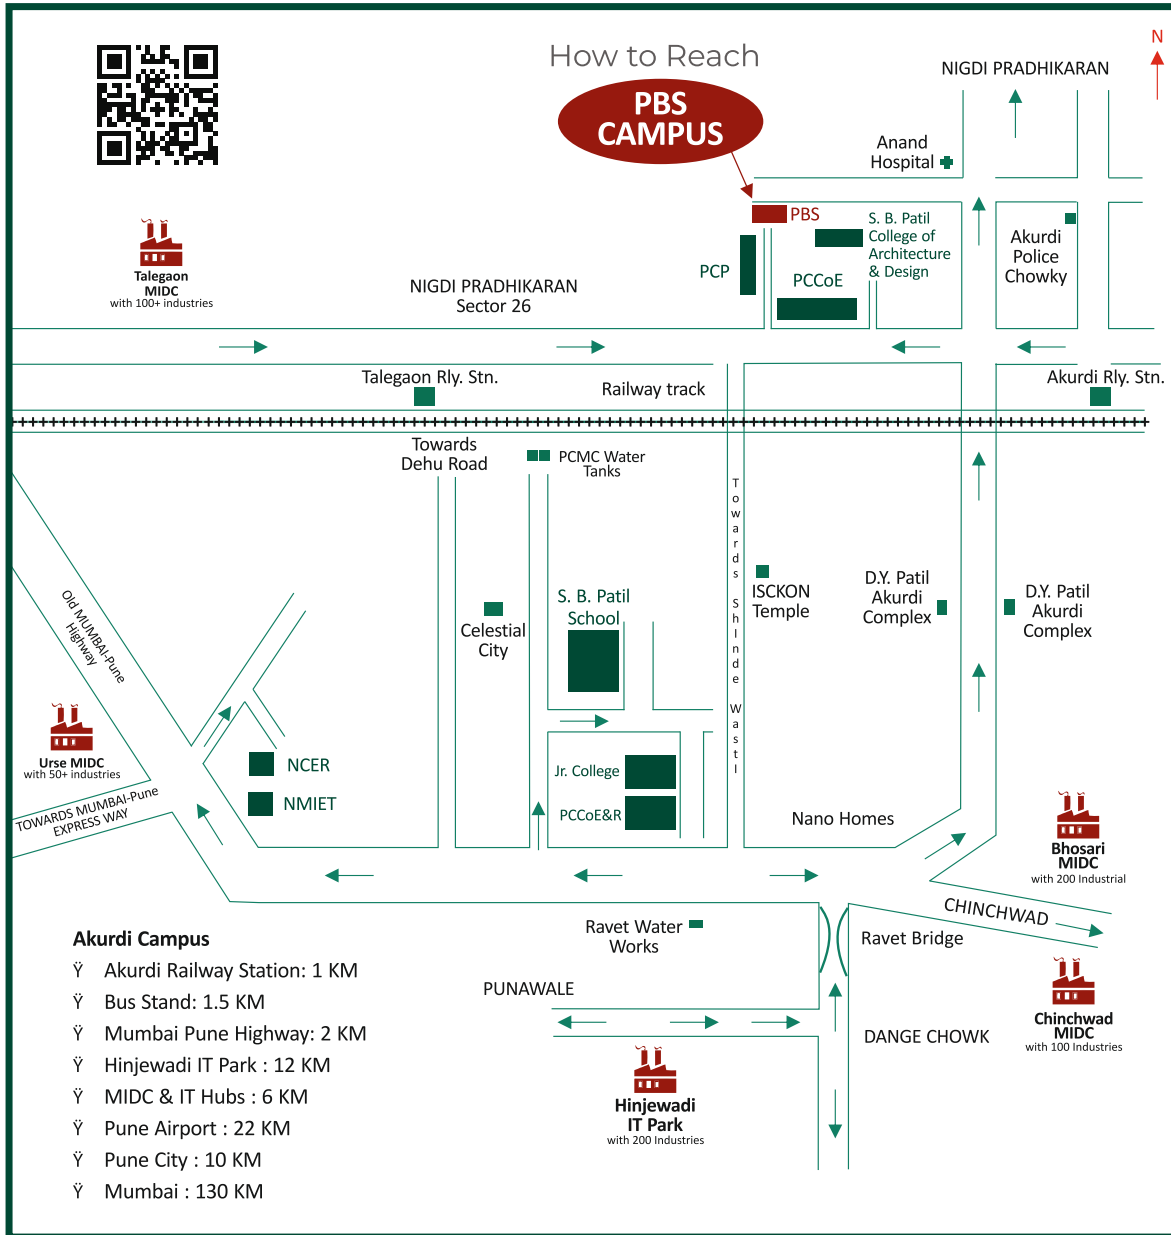 How to Reach
PBS
CAMPUS
N
NIGDI PRADHIKARAN
Anand
Hospital
PBS
S. B. Patil
College of
Architecture
& Design
PCP
PCCoE
Akurdi
Police
Chowky
Talegaon
MIDC
with 100+ industries
NIGDI PRADHIKARAN
Sector 26
Talegaon Rly. Stn.
Railway track
Akurdi Rly. Stn.
Towards
Dehu Road
PCMC Water
Tanks
Towards ShInde WastI
ISCKON
Temple
D.Y. Patil
Akurdi
Complex
D.Y. Patil
Akurdi
Complex
S. B. Patil
School
Celestial
City
Old MUMBAI-Pune
Highway
Urse MIDC
with 50+ industries
TOWARDS MUMBAI-Pune
EXPRESS WAY
NCER
NMIET
Jr. College
PCCoE&R
Nano Homes
Bhosari
MIDC
with 200 Industrial
CHINCHWAD
Ravet Water
Works
Ravet Bridge
PUNAWALE
DANGE CHOWK
Chinchwad
MIDC
with 100 Industries
Hinjewadi
IT Park
with 200 Industries
Akurdi Campus
Ÿ Akurdi Railway Station: 1 KM
Ÿ Bus Stand: 1.5 KM
Ÿ Mumbai Pune Highway: 2 KM
Ÿ Hinjewadi IT Park : 12 KM
Ÿ MIDC & IT Hubs : 6 KM
Ÿ Pune Airport : 22 KM
Ÿ Pune City : 10 KM
Ÿ Mumbai : 130 KM